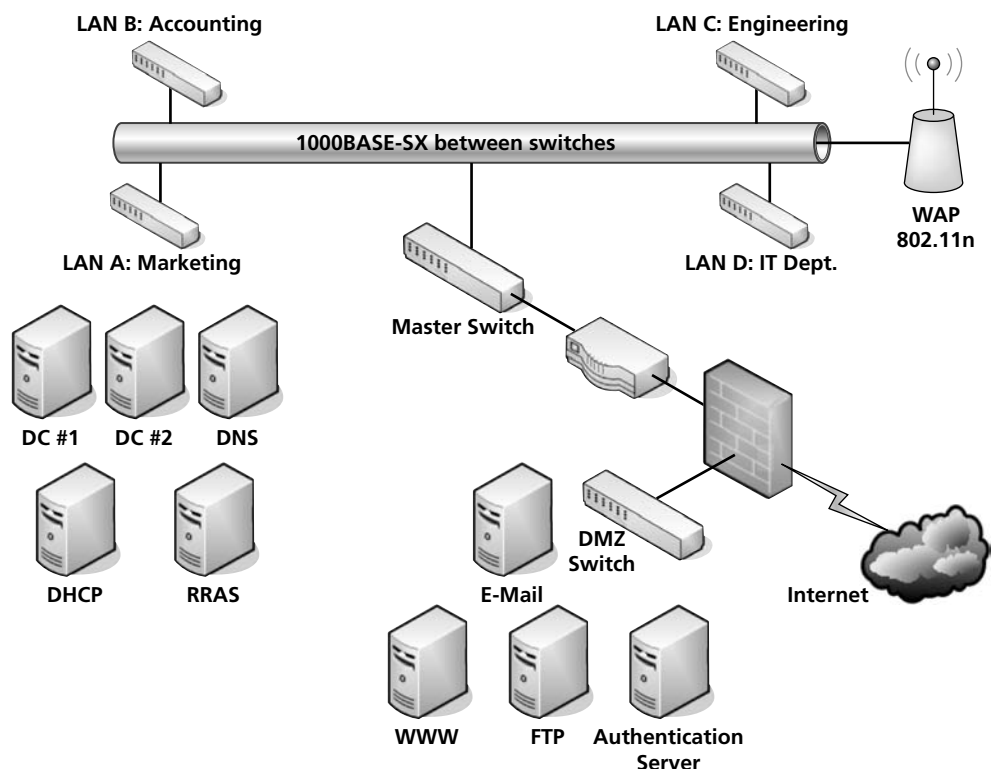 LAN B: Accounting
LAN C: Engineering
1000BASE-SX between switches
WAP
802.11n
LAN A: Marketing
LAN D: IT Dept.
Master Switch
DC #1
DC #2
DNS
DHCP
RRAS
E-Mail
DMZ
Switch
Internet
WWW
FTP
Authentication
Server